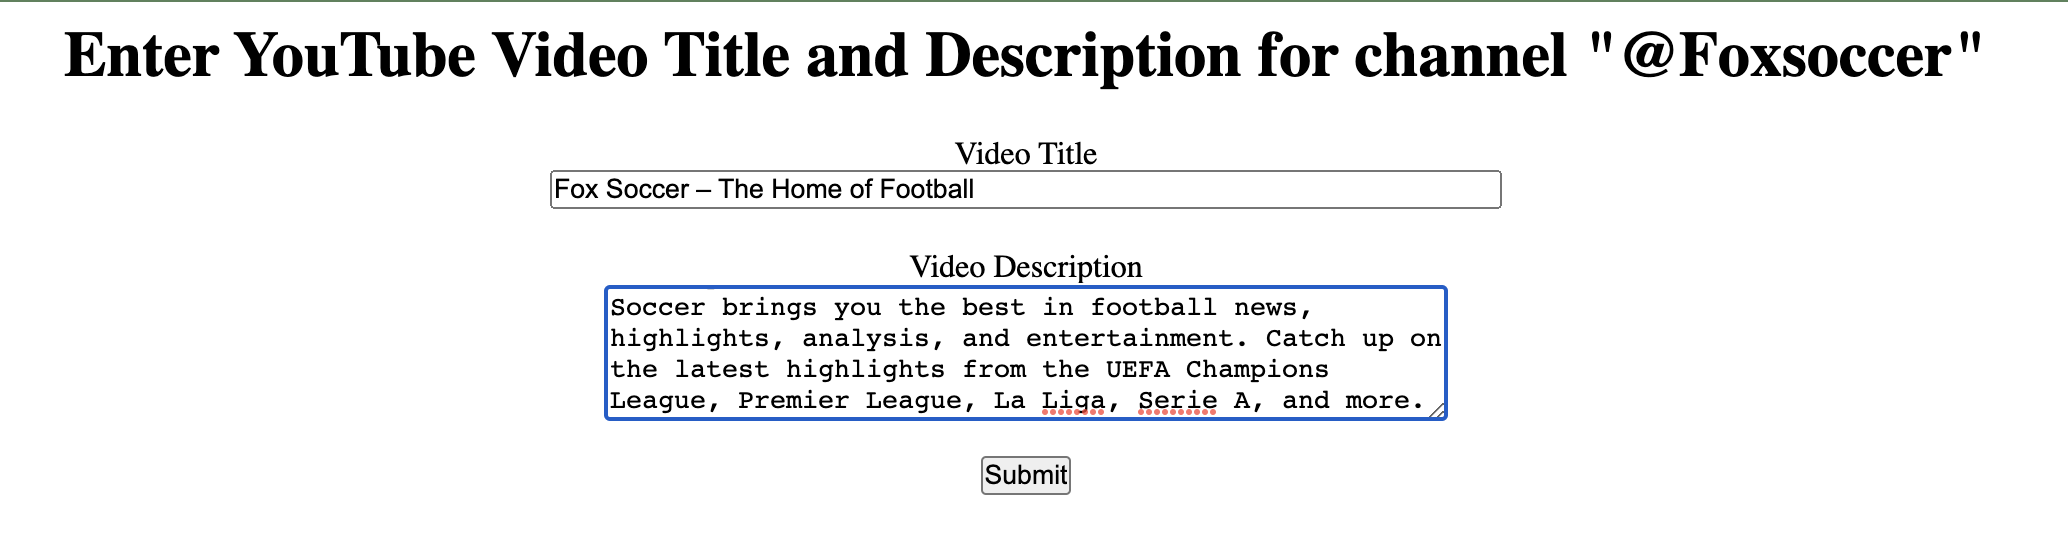 Enter YouTube Video Title and Description for channel "@Foxsoccer"
Video Title
Fox Soccer – The Home of Football
Video Description
Soccer brings you the best in football news,
highlights, analysis, and entertainment. Catch up on
the latest highlights from the UEFA Champions
League, Premier League, La Liga, Serie A, and more.
Submit